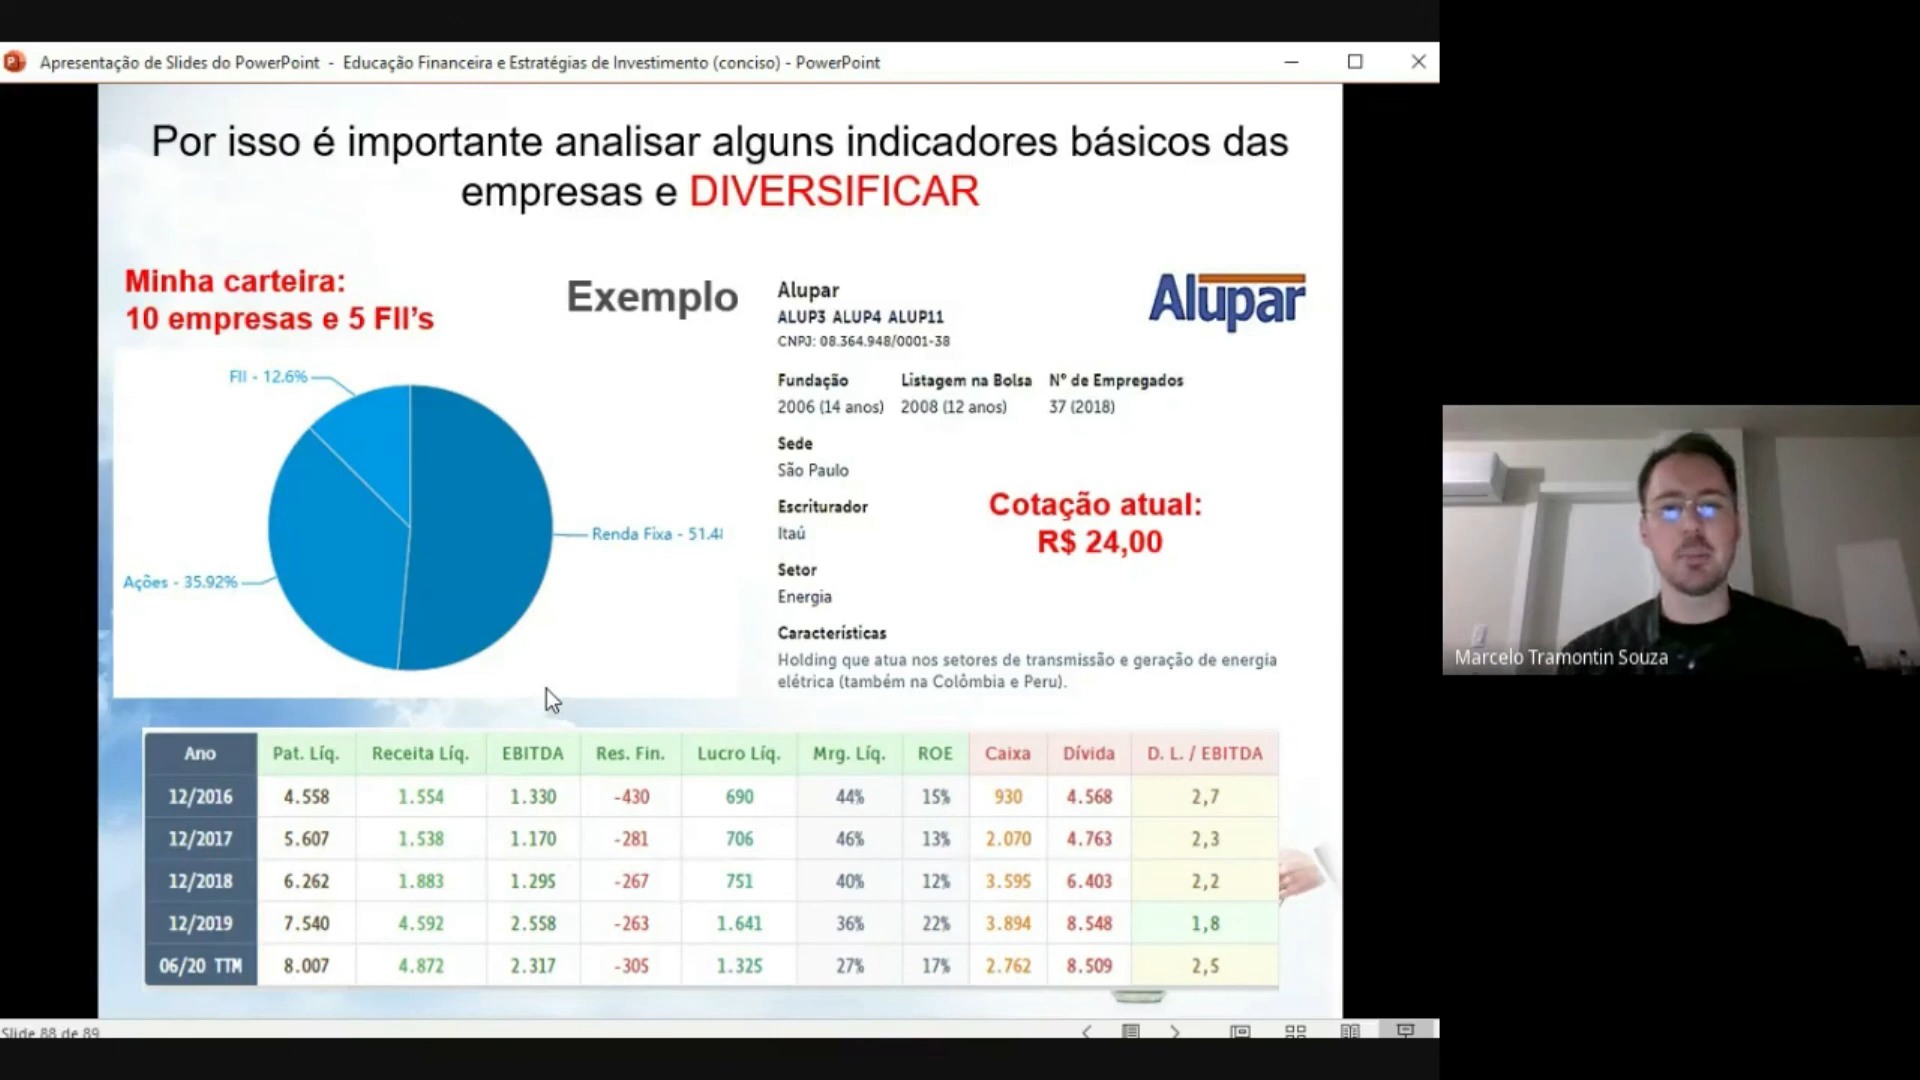 Apresentação de Slides do PowerPoint - Educação Financeira e Estratégias de Investimento (conciso) - PowerPoint
Por isso é importante analisar alguns indicadores básicos das
empresas e DIVERSIFICAR
Minha carteira:
10 empresas e 5 FII's
FII - 12.6%
Renda Fixa - 51.4
Ações - 35.92%
Exemplo
Alupar
ALUP3 ALUP4 ALUP11
CNPJ: 08.364.948/0001-38
Alupar
Fundação Listagem na Bolsa N° de Empregados
2006 (14 anos) 2008 (12 anos) 37 (2018)
Sede
São Paulo
Escriturador
Itaú
Setor
Energia
Cotação atual:
R$ 24,00
Características
Holding que atua nos setores de transmissão e geração de energia
elétrica (também na Colômbia e Peru).
Ano Pat. Líq. Receita Líq. EBITDA Res. Fin. Lucro Líq. Mrg. Líq. ROE Caixa Dívida D. L. / EBITDA
12/2016 4.558 1.554 1.330 -430 690 44% 15% 930 4.568 2,7
12/2017 5.607 1.538 1.170 -281 706 46% 13% 2.070 4.763 2,3
12/2018 6.262 1.883 1.295 -267 751 40% 12% 3.595 6.403 2,2
12/2019 7.540 4.592 2.558 -263 1.641 36% 22% 3.894 8.548 1,8
06/20 TTM 8.007 4.872 2.317 -305 1.325 27% 17% 2.762 8.509 2,5
Slide 88 de 89
Marcelo Tramontin Souza